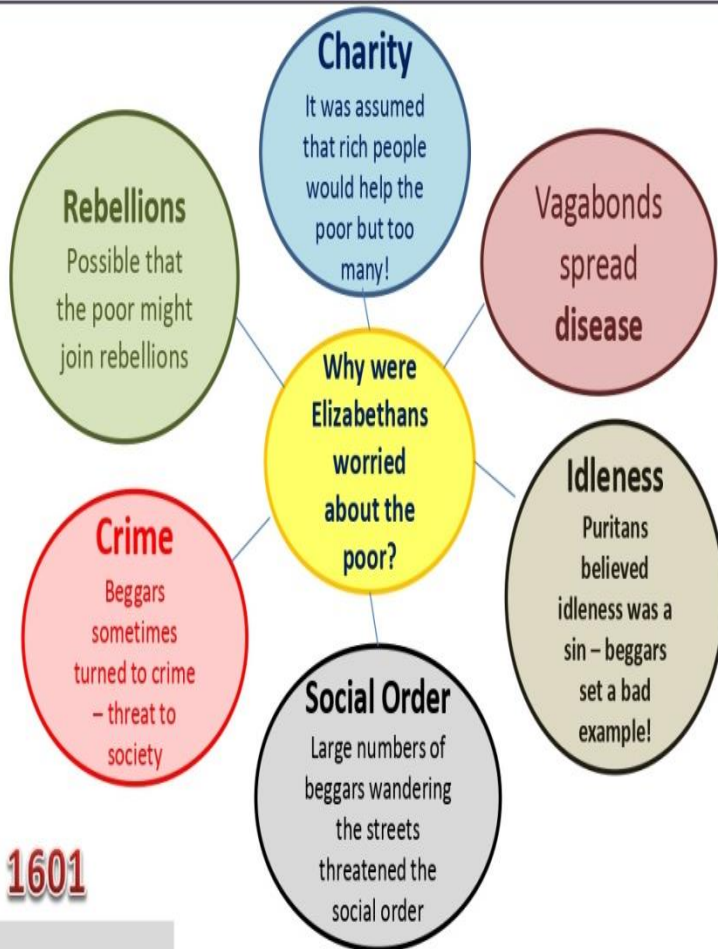 Charity
It was assumed
that rich people
would help the
poor but too
many!
Rebellions
Possible that
the poor might
join rebellions
Vagabonds
spread
disease
Why were
Elizabethans
worried
about the
poor?
Idleness
Puritans
believed
idleness was a
sin – beggars
set a bad
example!
Crime
Beggars
sometimes
turned to crime
– threat to
society
Social Order
Large numbers of
beggars wandering
the streets
threatened the
social order
1601